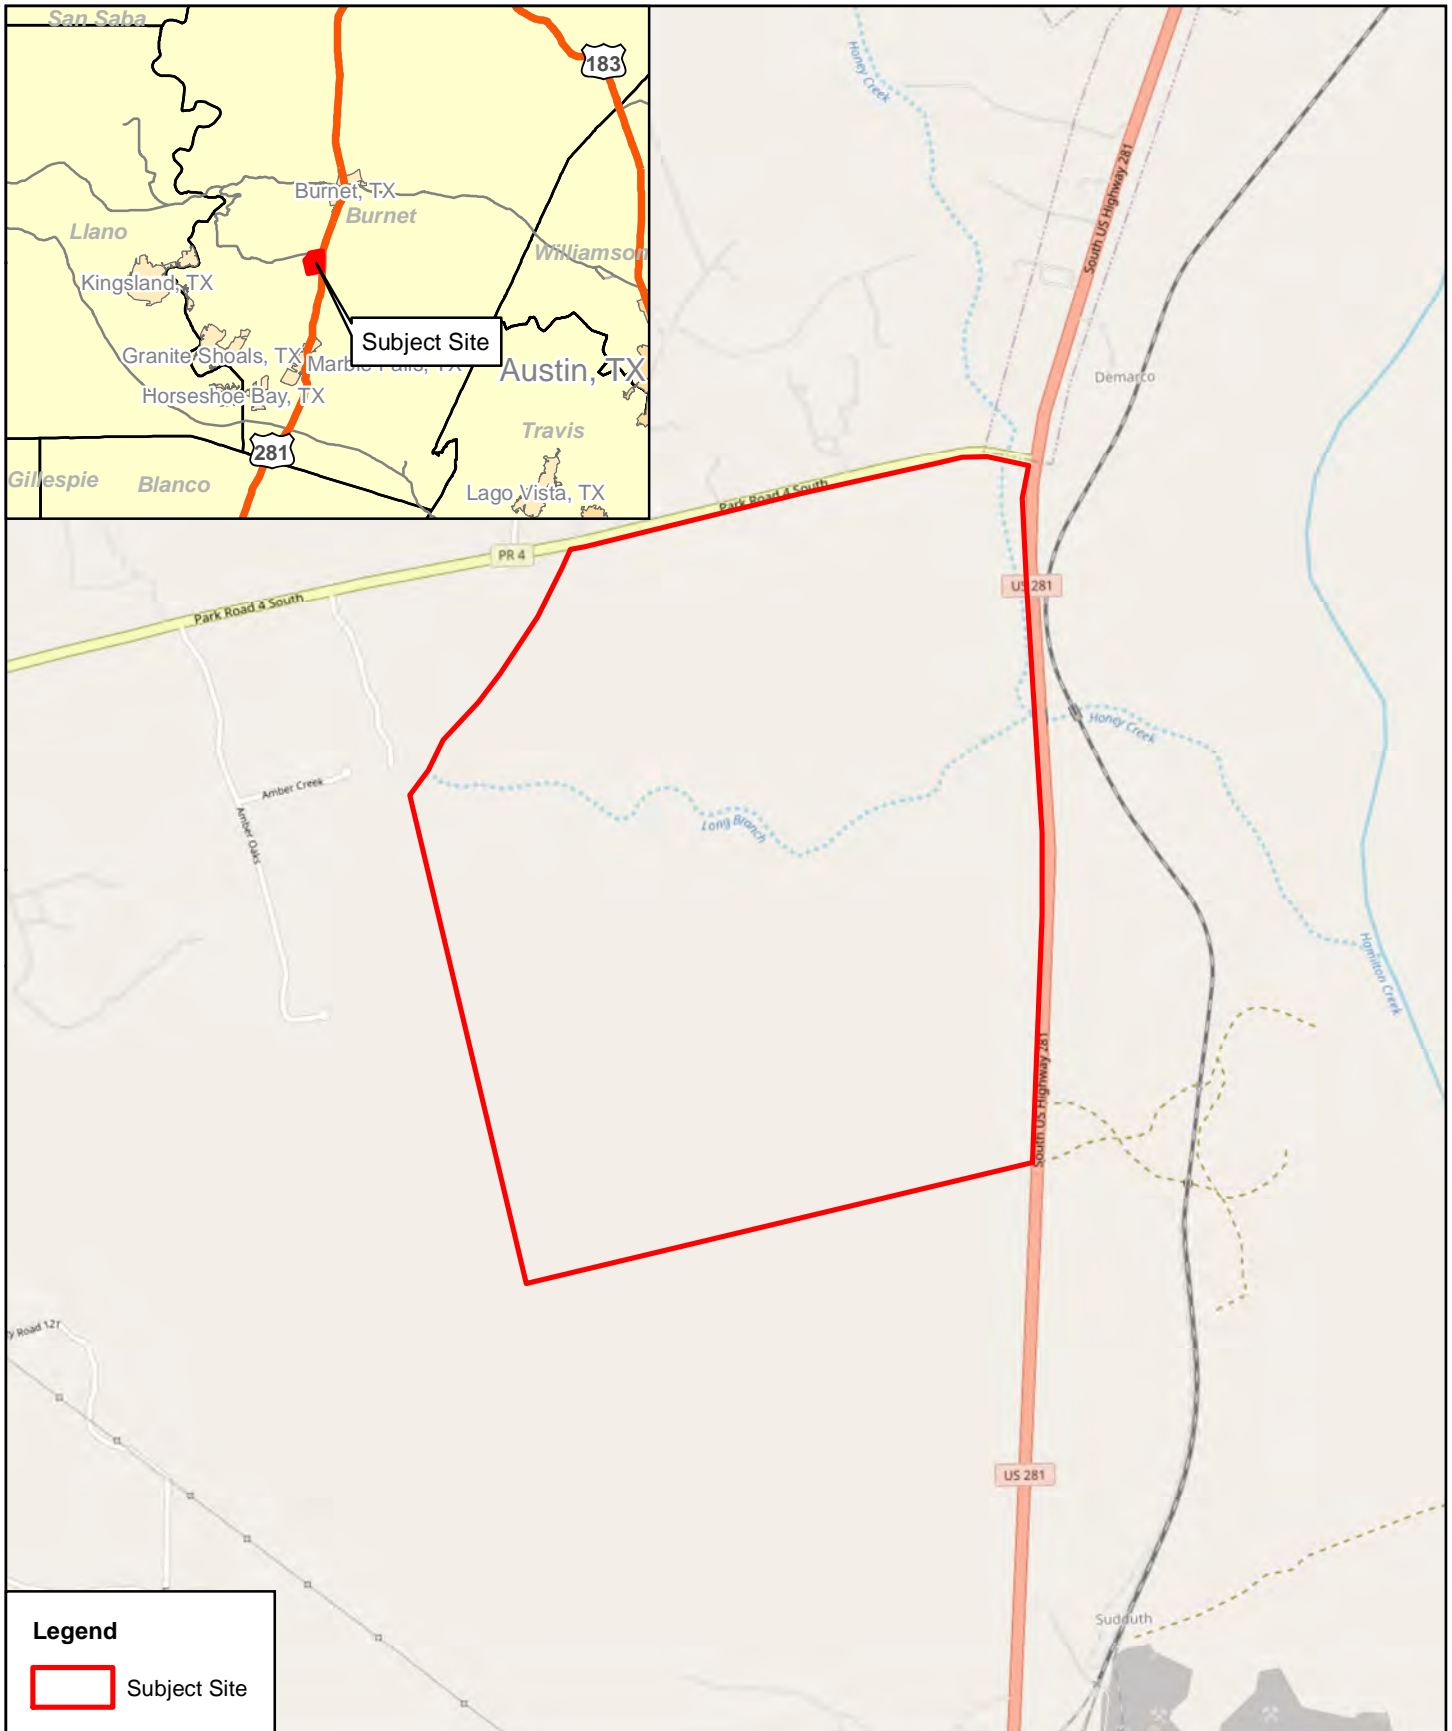 San Saba
183
Burnet, TX
Burnet
Llano
Williamson
Kingsland, TX
Subject Site
Granite Shoals, TX
Austin, TX
Horseshoe Bay, TX
Travis
281
Gillespie
Blanco
Lago Vista, TX
Honey Creek
South US Highway 281
Demarco
Park Road 4 South
PR 4
US 281
Park Road 4 South
Honey Creek
Amber Creek
Amber Oaks
Long Branch
Hamilton Creek
South US Highway 281
y Road 121
US 281
Sudduth
Legend
Subject Site